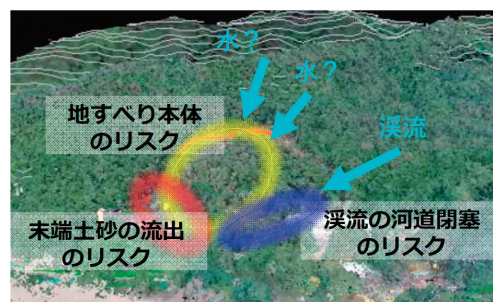 水？
水？
渓流
地すべり本体
のリスク
末端土砂の流出
のリスク
渓流の河道閉塞
のリスク